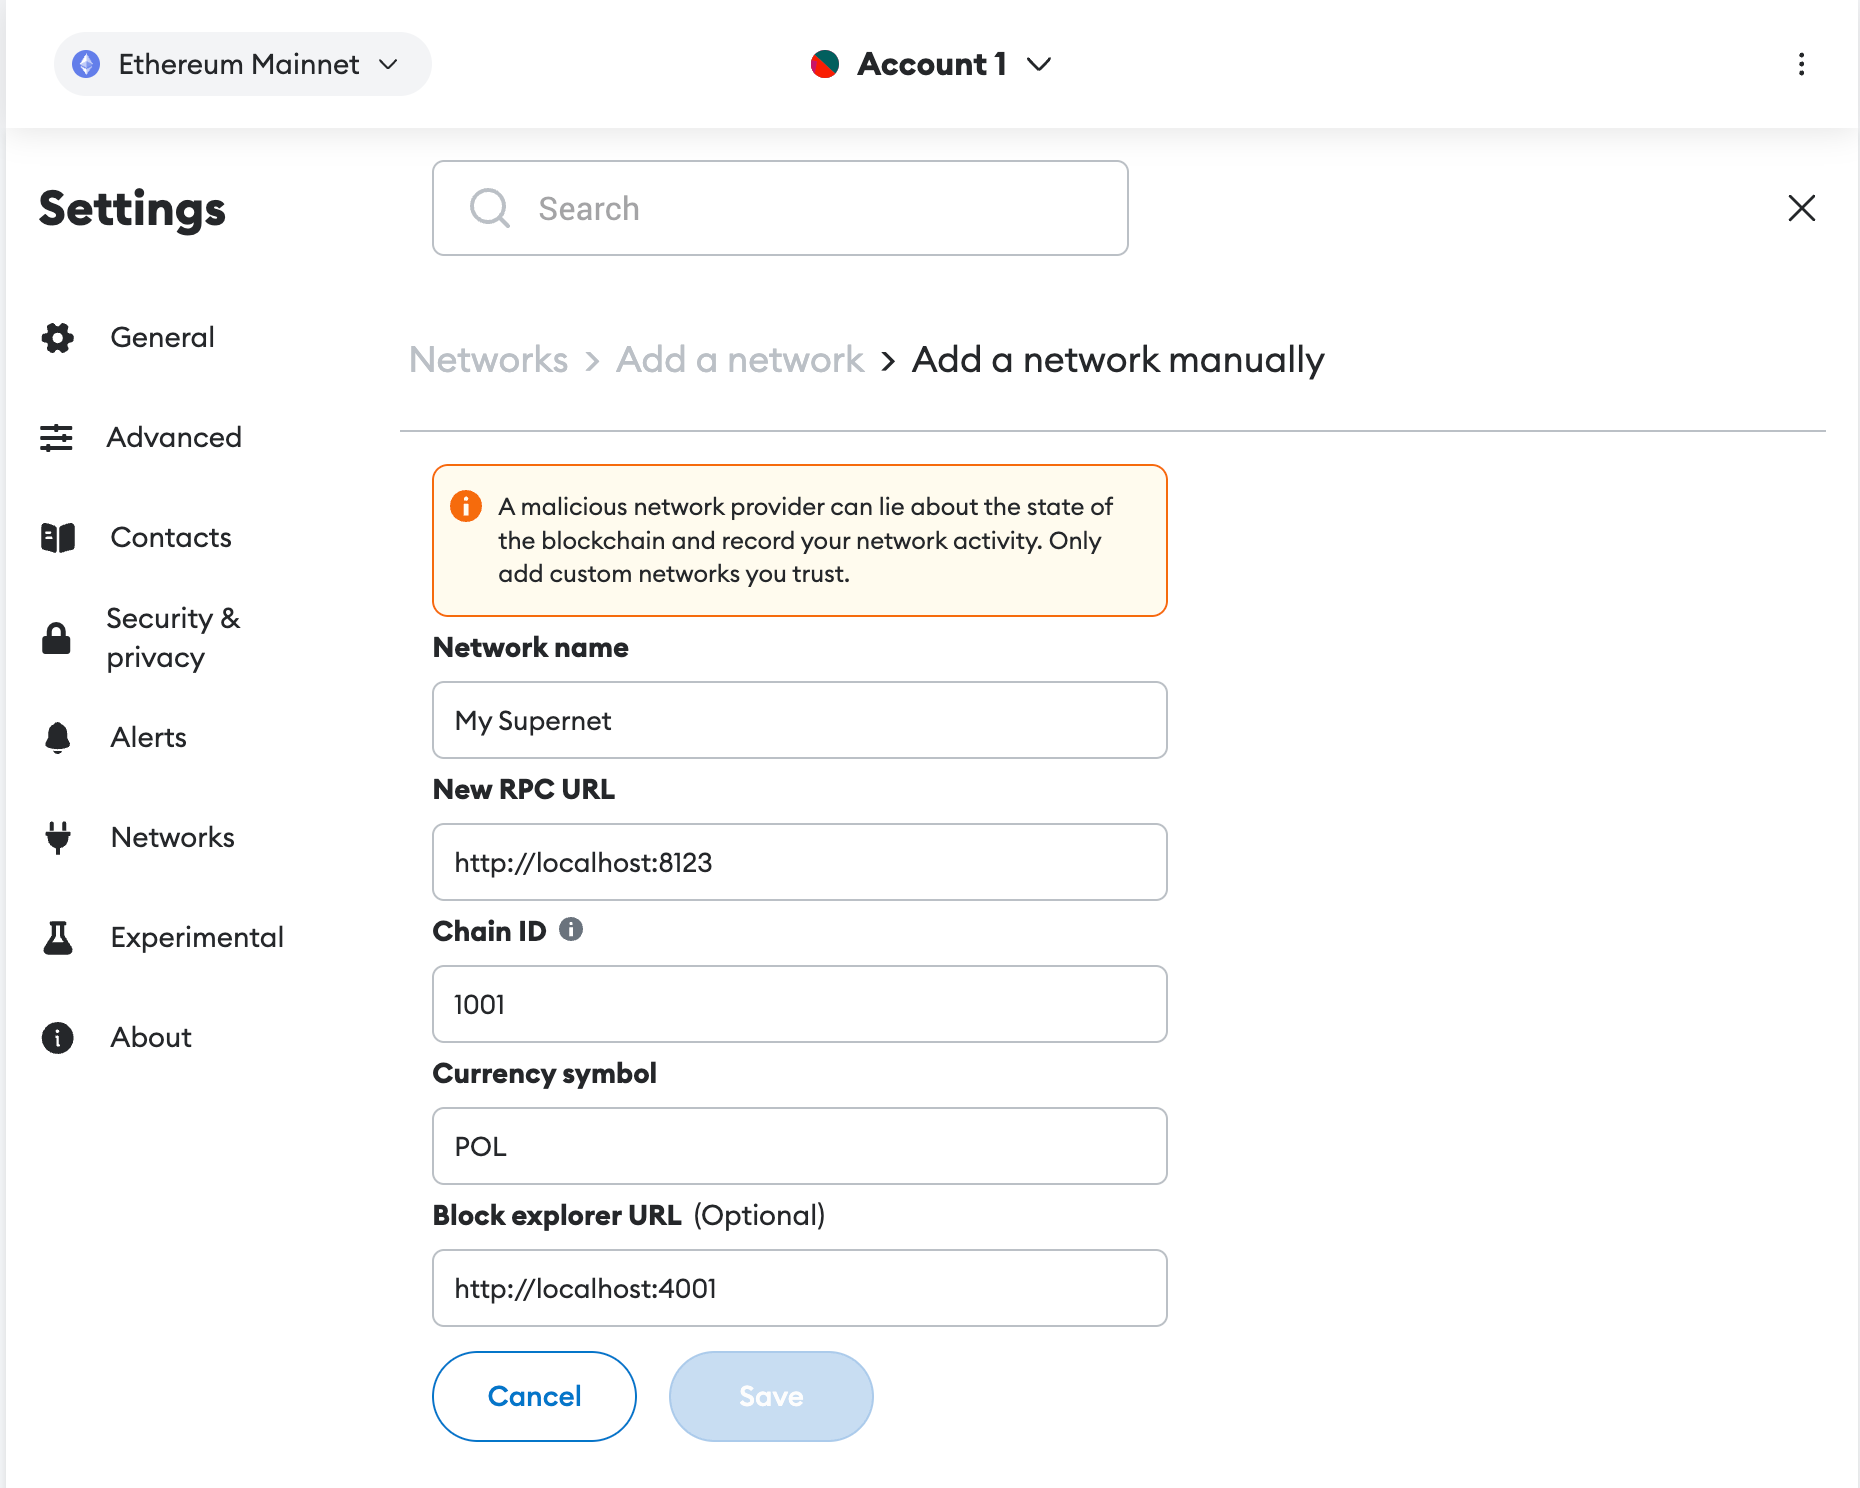 Ethereum Mainnet
Account 1
Settings
Search
General
Advanced
Contacts
Security &
privacy
Alerts
Networks
Experimental
About
Networks > Add a network > Add a network manually
A malicious network provider can lie about the state of
the blockchain and record your network activity. Only
add custom networks you trust.
Network name
My Supernet
New RPC URL
http://localhost:8123
Chain ID
1001
Currency symbol
POL
Block explorer URL (Optional)
http://localhost:4001
Cancel
Save